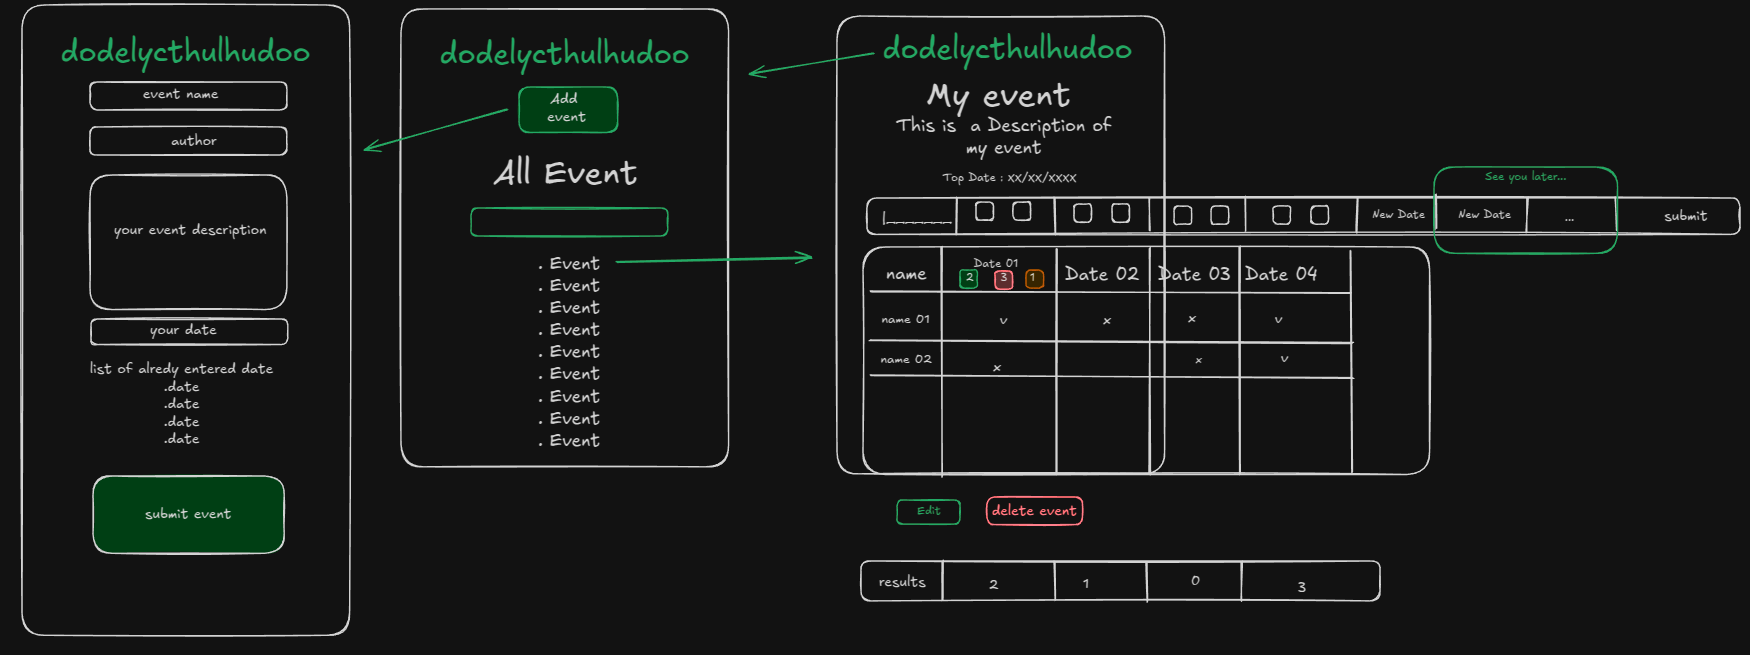 dodelycthulhudoo
event name
author
your event description
your date
list of alredy entered date
.date
.date
.date
.date
submit event
dodelycthulhudoo
Add
event
All Event
. Event
. Event
. Event
. Event
. Event
. Event
. Event
. Event
. Event
dodelycthulhudoo
My event
This is a Description of
my event
Top Date : xx/xx/xxxx
See you later...
New Date New Date ... submit
name Date 01 Date 02 Date 03 Date 04
2 3 1
name 01 v x x v
name 02 x x v
Edit delete event
results 2 1 0 3